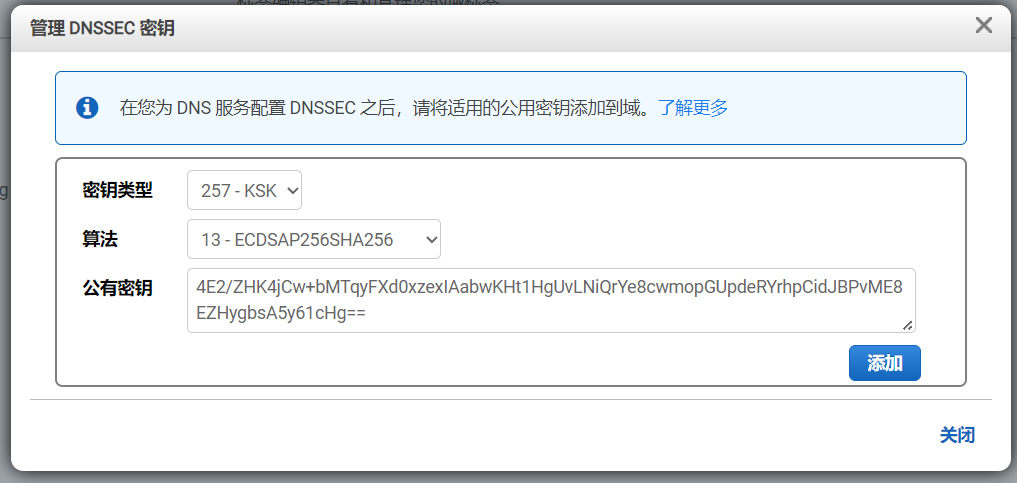 管理 DNSSEC 密钥
在您为 DNS 服务配置 DNSSEC 之后，请将适用的公用密钥添加到域。了解更多
密钥类型 257 - KSK
算法 13 - ECDSAP256SHA256
公有密钥 4E2/ZHK4jCw+bMTqyFXd0xzexIAabwKHt1HgUvLNiQrYe8cwmopGUpdeRYrhpCidJBPvME8
EZHygbsA5y61cHg==
添加
关闭